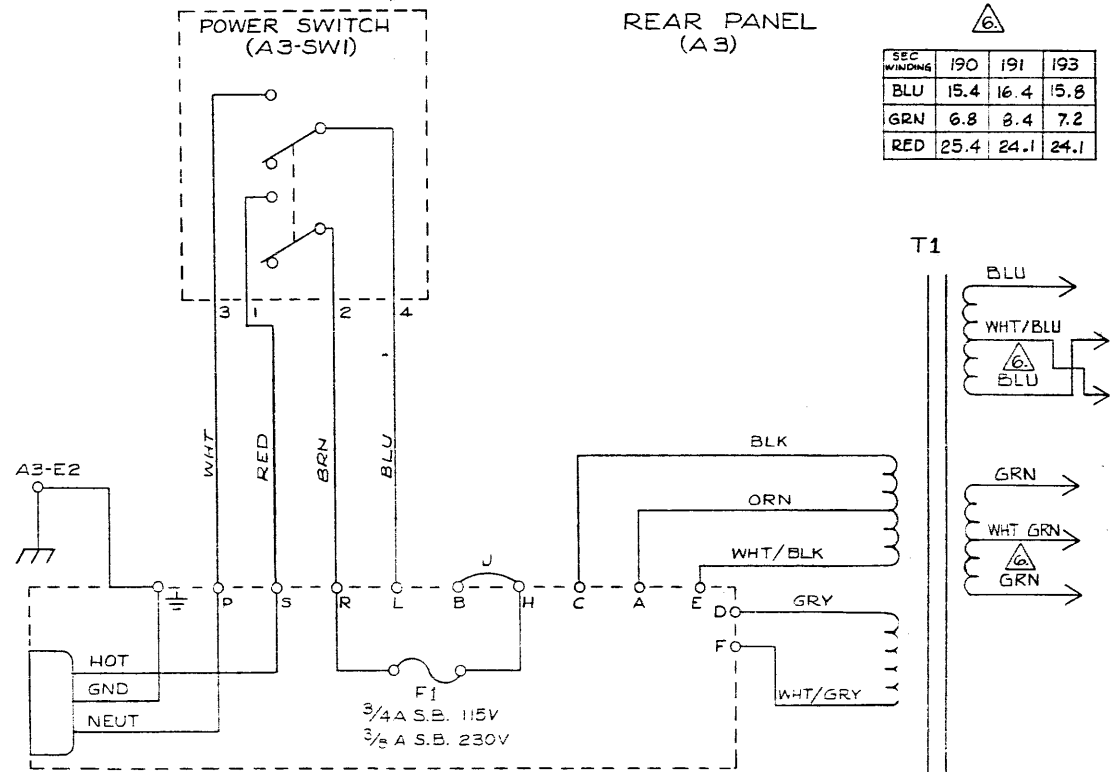 POWER SWITCH
(A3-SW1)
REAR PANEL
(A3)
6.
SEC WINDING 190 191 193
BLU 15.4 16.4 15.8
GRN 6.8 8.4 7.2
RED 25.4 24.1 24.1
T1
BLU
WHT/BLU
6.
BLU
3 1 2 4
WHT
RED
BRN
BLU
A3-E2
BLK
ORN
WHT/BLK
GRN
WHT GRN
6.
GRN
J
P S R L B H C A E
D
GRY
F
WHT/GRY
HOT
GND
NEUT
F1
3/4A S.B. 115V
3/8 A S.B. 230V